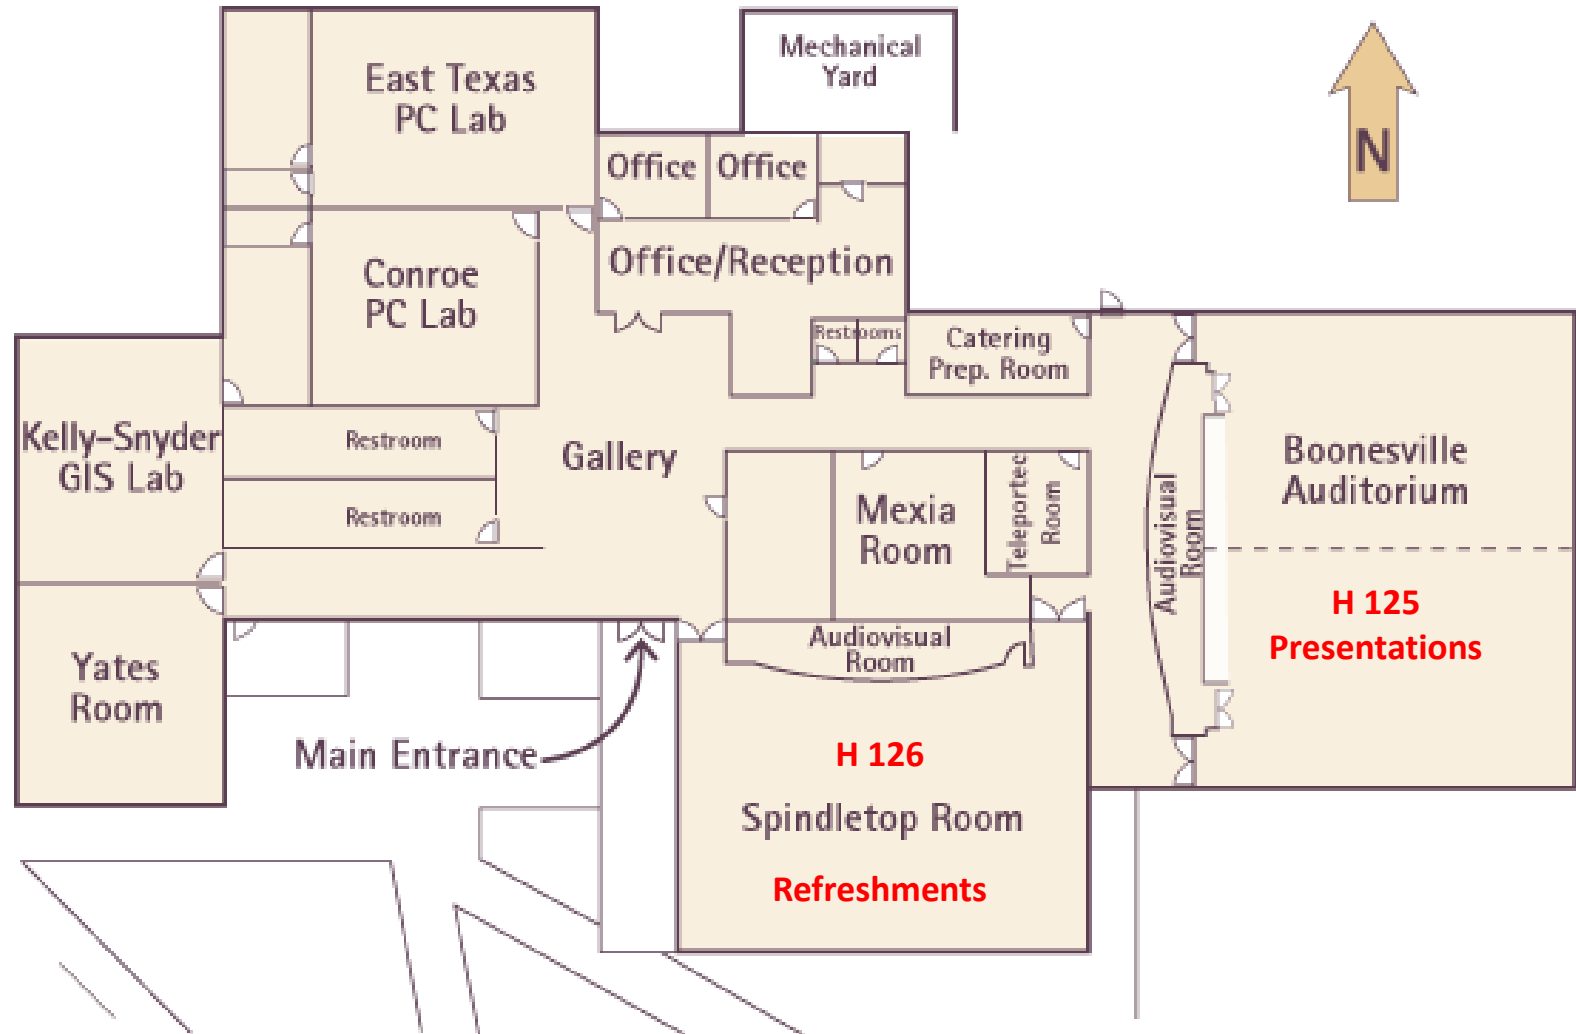 Mechanical
Yard
East Texas
PC Lab
N
Office
Office
Office/Reception
Conroe
PC Lab
Restrooms
Catering
Prep. Room
Kelly-Snyder
GIS Lab
Restroom
Gallery
Boonesville
Auditorium
Restroom
Mexia
Room
Teleportec
Room
Audiovisual
Room
H 125
Presentations
Audiovisual
Room
Yates
Room
Main Entrance
H 126
Spindletop Room
Refreshments